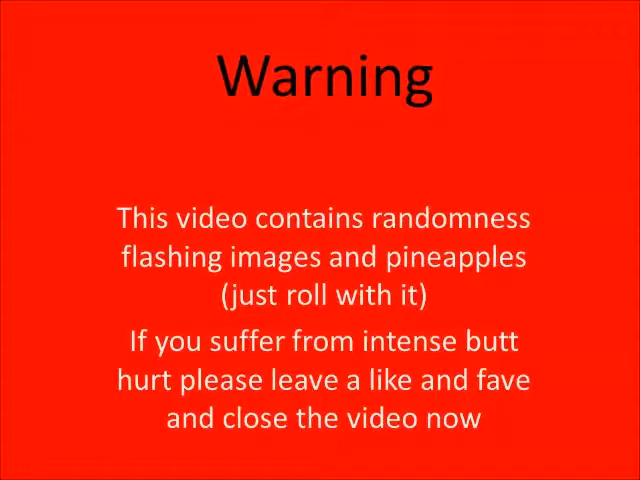 Warning
This video contains randomness
flashing images and pineapples
(just roll with it)
If you suffer from intense butt
hurt please leave a like and fave
and close the video now